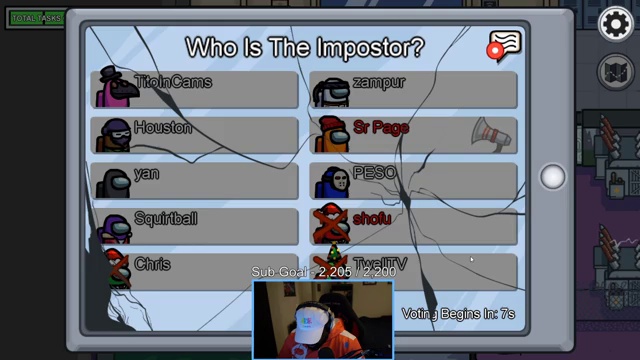 TOTAL TASKS
Who Is The Impostor?
TitoInCams
zampur
Houston
Sr Page
yan
PESO
Squirtball
shofu
Chris
TwellTV
Sub-Goal - 2,205 / 2,200
Voting Begins In: 7s